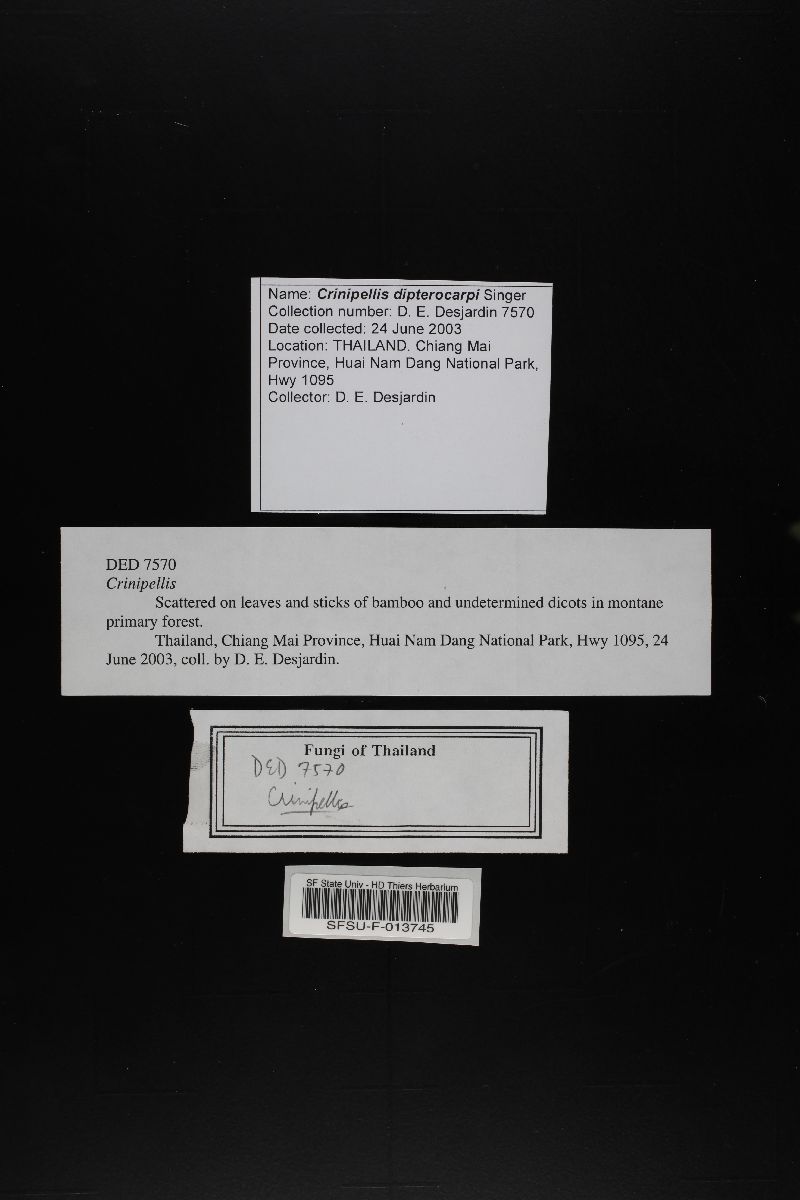 Name: Crinipellis dipterocarpi Singer
Collection number: D. E. Desjardin 7570
Date collected: 24 June 2003
Location: THAILAND. Chiang Mai
Province, Huai Nam Dang National Park,
Hwy 1095
Collector: D. E. Desjardin
DED 7570
Crinipellis
Scattered on leaves and sticks of bamboo and undetermined dicots in montane
primary forest.
Thailand, Chiang Mai Province, Huai Nam Dang National Park, Hwy 1095, 24
June 2003, coll. by D. E. Desjardin.
Fungi of Thailand
DED 7570
Crinipellis
SF State Univ - HD Thiers Herbarium
SFSU-F-013745